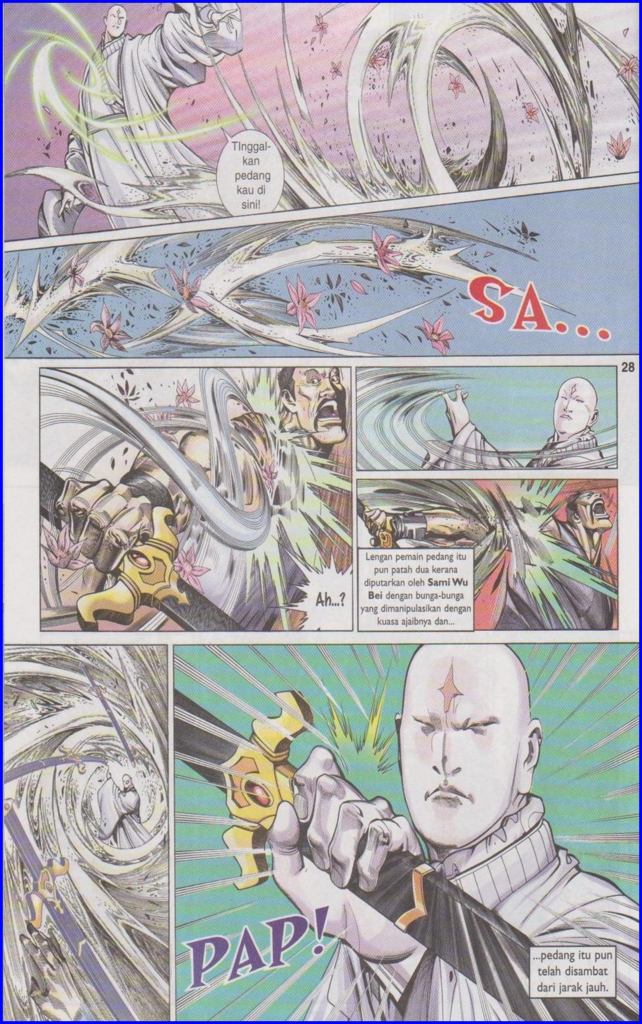 TInggal-
kan
pedang
kau di
sini!
SA...
28
Ah...?
Lengan pemain pedang itu
pun patah dua kerana
diputarkan oleh Sami Wu
Bei dengan bunga-bunga
yang dimanipulasikan dengan
kuasa ajaibnya dan...
PAP!
...pedang itu pun
telah disambat
dari jarak jauh.